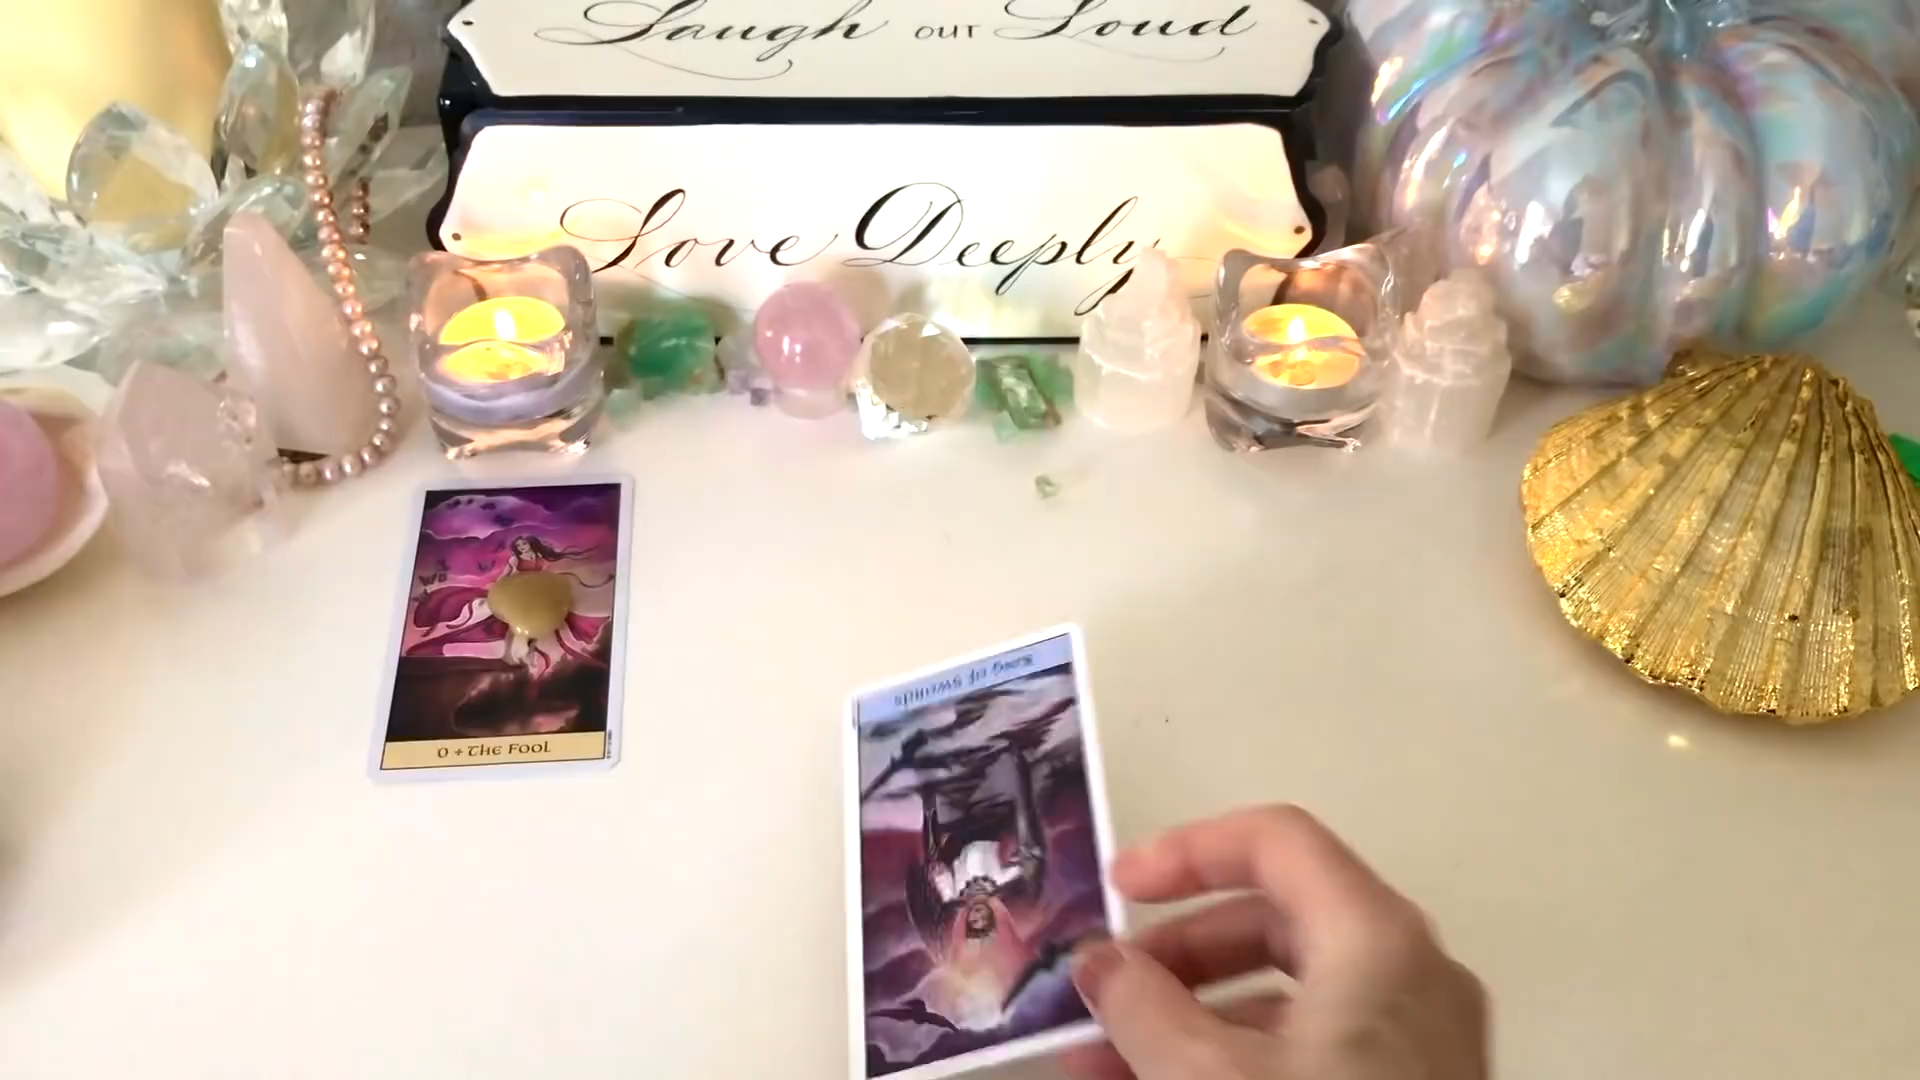 Laugh OUT Loud
Love Deeply
0 + THE FOOL
King of Swords